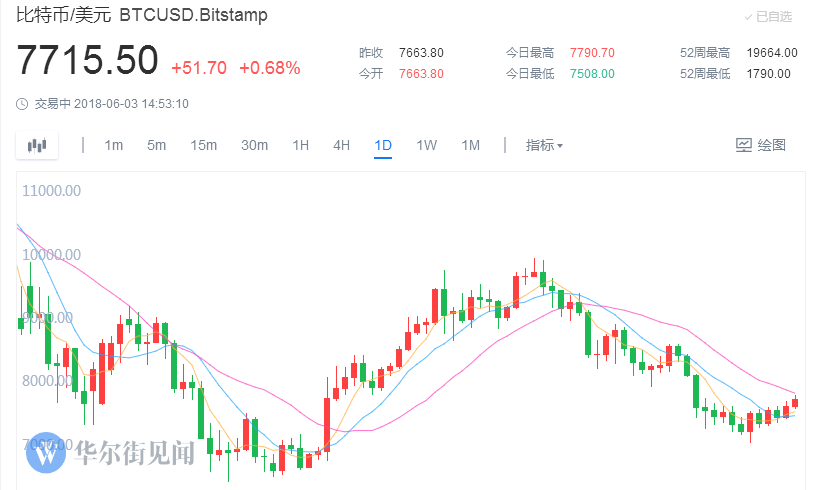 比特币/美元 BTCUSD.Bitstamp
已自选
7715.50 +51.70 +0.68%
昨收 7663.80 今日最高 7790.70 52周最高 19664.00
今开 7663.80 今日最低 7508.00 52周最低 1790.00
交易中 2018-06-03 14:53:10
1m 5m 15m 30m 1H 4H 1D 1W 1M 指标 绘图
11000.00
10000.00
9000.00
8000.00
7000.00
W 华尔街见闻